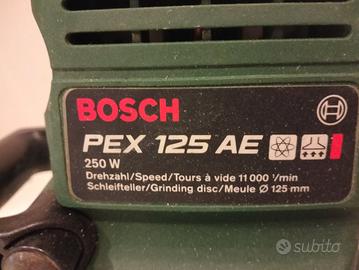 BOSCH
PEX 125 AE
250 W
Drehzahl/Speed/Tours à vide 11 000 ¹/min
Schleifteller/Grinding disc/Meule Ø 125 mm
subito